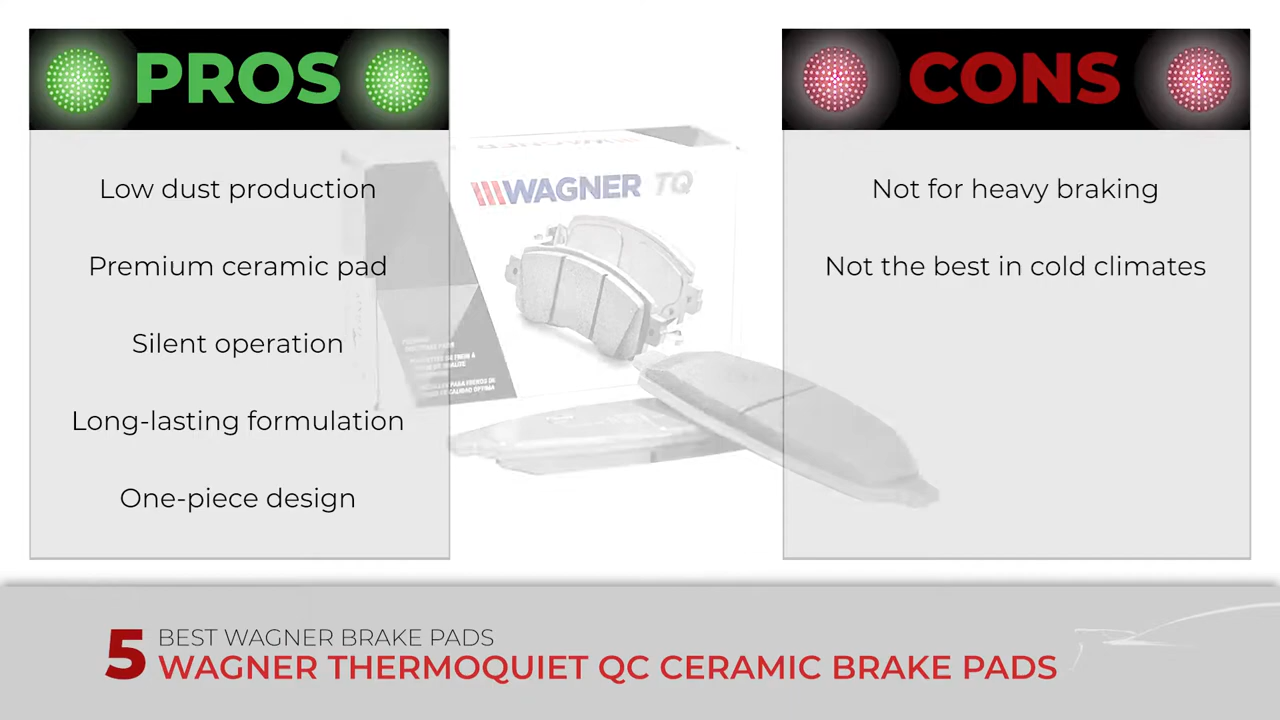 PROS
Low dust production
Premium ceramic pad
Silent operation
Long-lasting formulation
One-piece design
WAGNER TQ
CONS
Not for heavy braking
Not the best in cold climates
5 BEST WAGNER BRAKE PADS
WAGNER THERMOQUIET QC CERAMIC BRAKE PADS